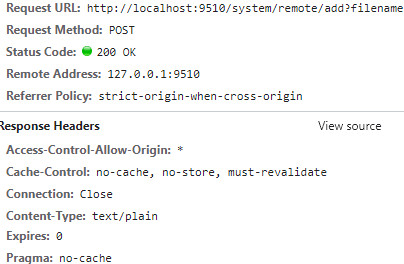 Request URL: http://localhost:9510/system/remote/add?filename
Request Method: POST
Status Code: 200 OK
Remote Address: 127.0.0.1:9510
Referrer Policy: strict-origin-when-cross-origin
Response Headers View source
Access-Control-Allow-Origin: *
Cache-Control: no-cache, no-store, must-revalidate
Connection: Close
Content-Type: text/plain
Expires: 0
Pragma: no-cache